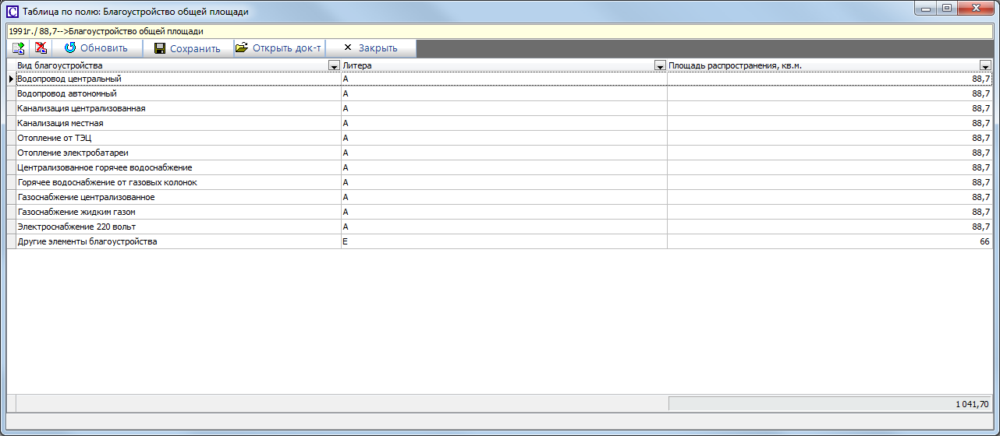 Таблица по полю: Благоустройство общей площади
1991г./ 88,7-->Благоустройство общей площади
Обновить Сохранить Открыть док-т Закрыть
Вид благоустройства Литера Площадь распространения, кв.м.
Водопровод центральный А 88,7
Водопровод автономный А 88,7
Канализация централизованная А 88,7
Канализация местная А 88,7
Отопление от ТЭЦ А 88,7
Отопление электробатареи А 88,7
Централизованное горячее водоснабжение А 88,7
Горячее водоснабжение от газовых колонок А 88,7
Газоснабжение централизованное А 88,7
Газоснабжение жидким газом А 88,7
Электроснабжение 220 вольт А 88,7
Другие элементы благоустройства Е 66
1 041,70